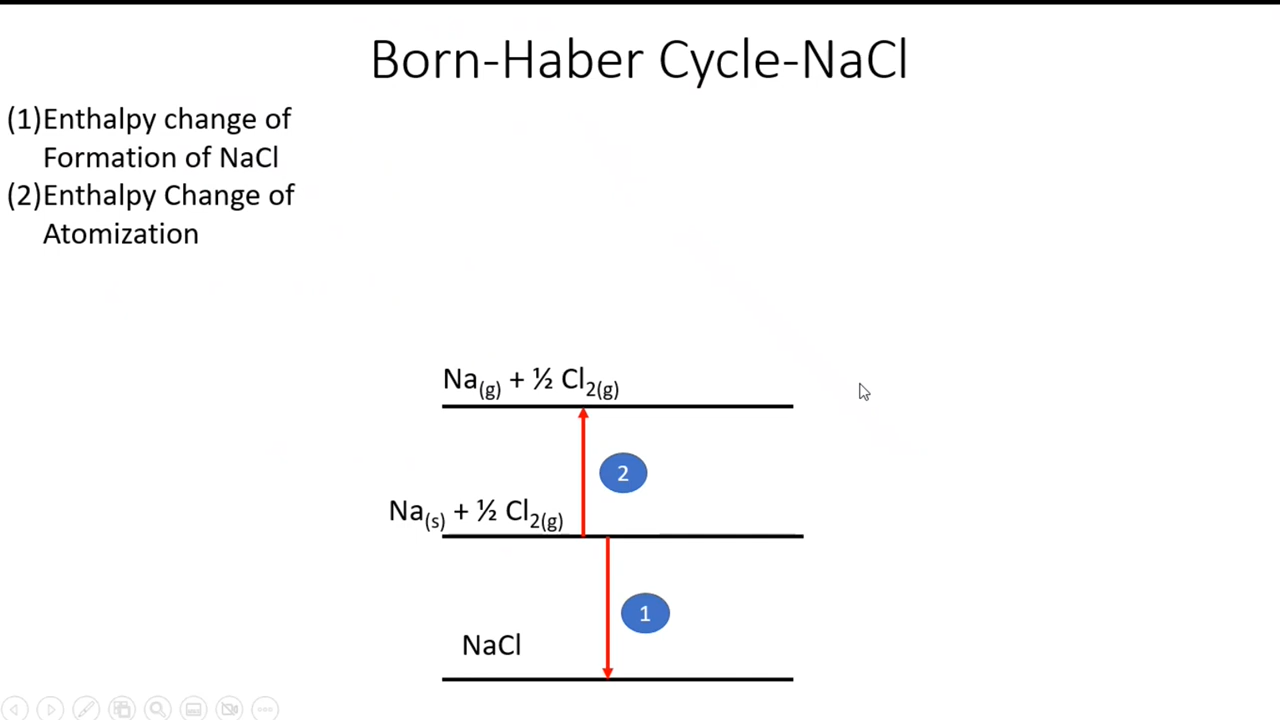 Born-Haber Cycle-NaCl
(1)Enthalpy change of
Formation of NaCl
(2)Enthalpy Change of
Atomization
Na(g) + ½ Cl2(g)
2
Na(s) + ½ Cl2(g)
1
NaCl